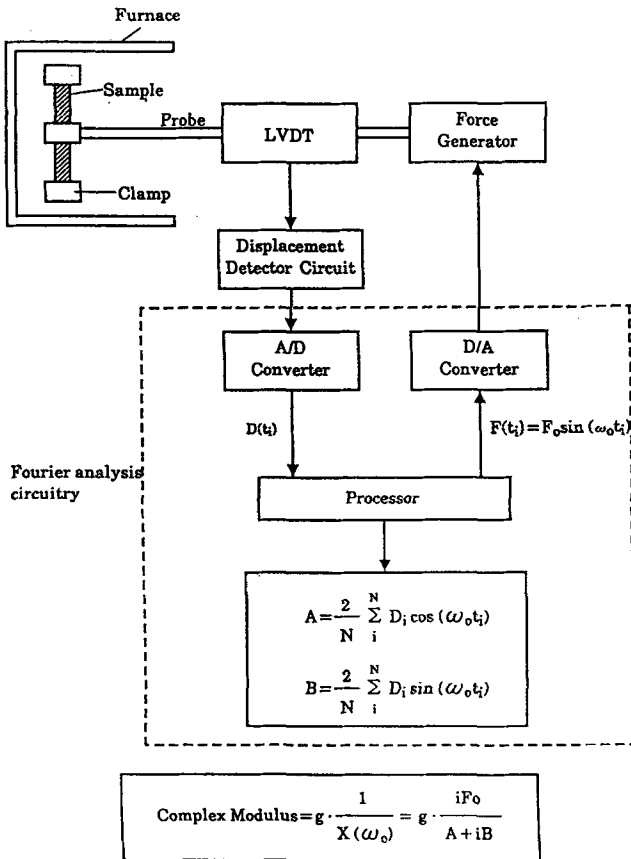 Furnace
Sample
Probe
LVDT
Force
Generator
Clamp
Displacement
Detector Circuit
A/D
Converter
D/A
Converter
D(tᵢ)
F(tᵢ)=F₀sin (ω₀tᵢ)
Fourier analysis
circuitry
Processor
A = 2/N Σᵢᴺ Dᵢ cos (ω₀tᵢ)
B = 2/N Σᵢᴺ Dᵢ sin (ω₀tᵢ)
Complex Modulus = g · 1/X(ω₀) = g · iF₀/A+iB